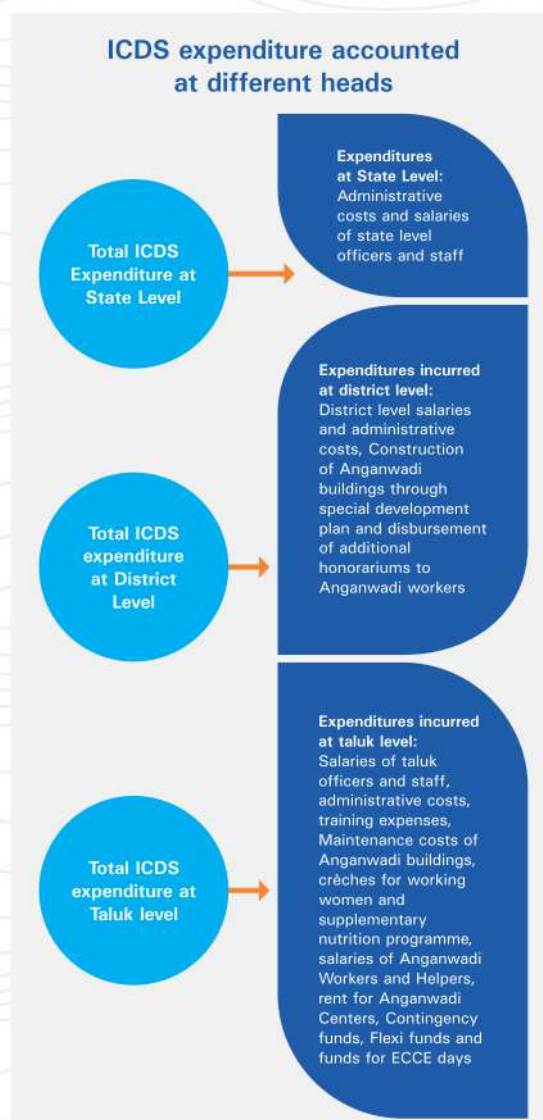 ICDS expenditure accounted
at different heads
Total ICDS
Expenditure at
State Level
Expenditures
at State Level:
Administrative
costs and salaries
of state level
officers and staff
Total ICDS
expenditure
at District
Level
Expenditures incurred
at district level:
District level salaries
and administrative
costs, Construction
of Anganwadi
buildings through
special development
plan and disbursement
of additional
honorariums to
Anganwadi workers
Total ICDS
expenditure at
Taluk level
Expenditures incurred
at taluk level:
Salaries of taluk
officers and staff,
administrative costs,
training expenses,
Maintenance costs of
Anganwadi buildings,
crèches for working
women and
supplementary
nutrition programme,
salaries of Anganwadi
Workers and Helpers,
rent for Anganwadi
Centers, Contingency
funds, Flexi funds and
funds for ECCE days